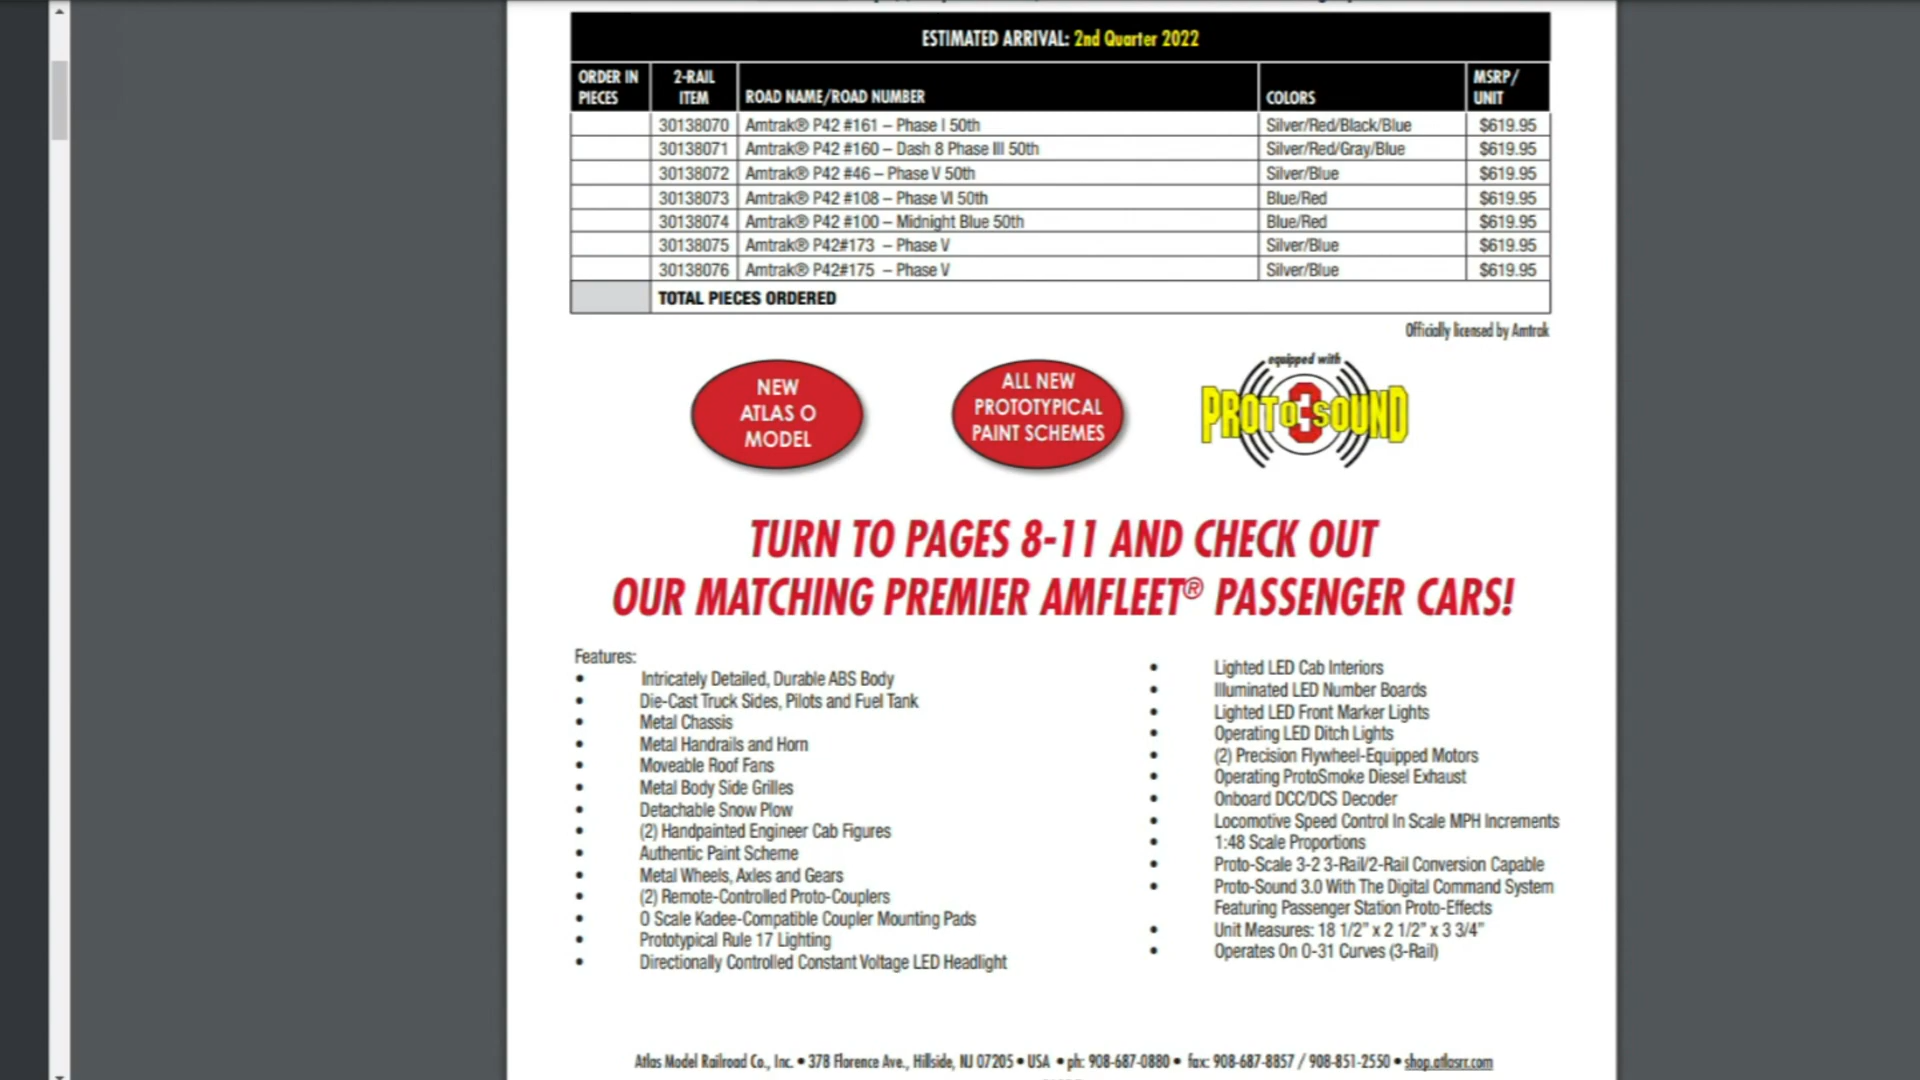 ESTIMATED ARRIVAL: 2nd Quarter 2022
ORDER IN PIECES 2-RAIL ITEM ROAD NAME/ROAD NUMBER COLORS MSRP/ UNIT
30138070 Amtrak® P42 #161 – Phase I 50th Silver/Red/Black/Blue $619.95
30138071 Amtrak® P42 #160 – Dash 8 Phase III 50th Silver/Red/Gray/Blue $619.95
30138072 Amtrak® P42 #46 – Phase V 50th Silver/Blue $619.95
30138073 Amtrak® P42 #108 – Phase VI 50th Blue/Red $619.95
30138074 Amtrak® P42 #100 – Midnight Blue 50th Blue/Red $619.95
30138075 Amtrak® P42#173 – Phase V Silver/Blue $619.95
30138076 Amtrak® P42#175 – Phase V Silver/Blue $619.95
TOTAL PIECES ORDERED
Officially licensed by Amtrak
NEW
ATLAS O
MODEL
ALL NEW
PROTOTYPICAL
PAINT SCHEMES
equipped with
PROTO 3 SOUND
TURN TO PAGES 8-11 AND CHECK OUT
OUR MATCHING PREMIER AMFLEET® PASSENGER CARS!
Features:
• Intricately Detailed, Durable ABS Body
• Die-Cast Truck Sides, Pilots and Fuel Tank
• Metal Chassis
• Metal Handrails and Horn
• Moveable Roof Fans
• Metal Body Side Grilles
• Detachable Snow Plow
• (2) Handpainted Engineer Cab Figures
• Authentic Paint Scheme
• Metal Wheels, Axles and Gears
• (2) Remote-Controlled Proto-Couplers
• O Scale Kadee-Compatible Coupler Mounting Pads
• Prototypical Rule 17 Lighting
• Directionally Controlled Constant Voltage LED Headlight
• Lighted LED Cab Interiors
• Illuminated LED Number Boards
• Lighted LED Front Marker Lights
• Operating LED Ditch Lights
• (2) Precision Flywheel-Equipped Motors
• Operating ProtoSmoke Diesel Exhaust
• Onboard DCC/DCS Decoder
• Locomotive Speed Control In Scale MPH Increments
• 1:48 Scale Proportions
• Proto-Scale 3-2 3-Rail/2-Rail Conversion Capable
• Proto-Sound 3.0 With The Digital Command System
Featuring Passenger Station Proto-Effects
• Unit Measures: 18 1/2" x 2 1/2" x 3 3/4"
• Operates On O-31 Curves (3-Rail)
Atlas Model Railroad Co., Inc. • 378 Florence Ave., Hillside, NJ 07205 • USA • ph: 908-687-0880 • fax: 908-687-8857 / 908-851-2550 • shop.atlasrr.com